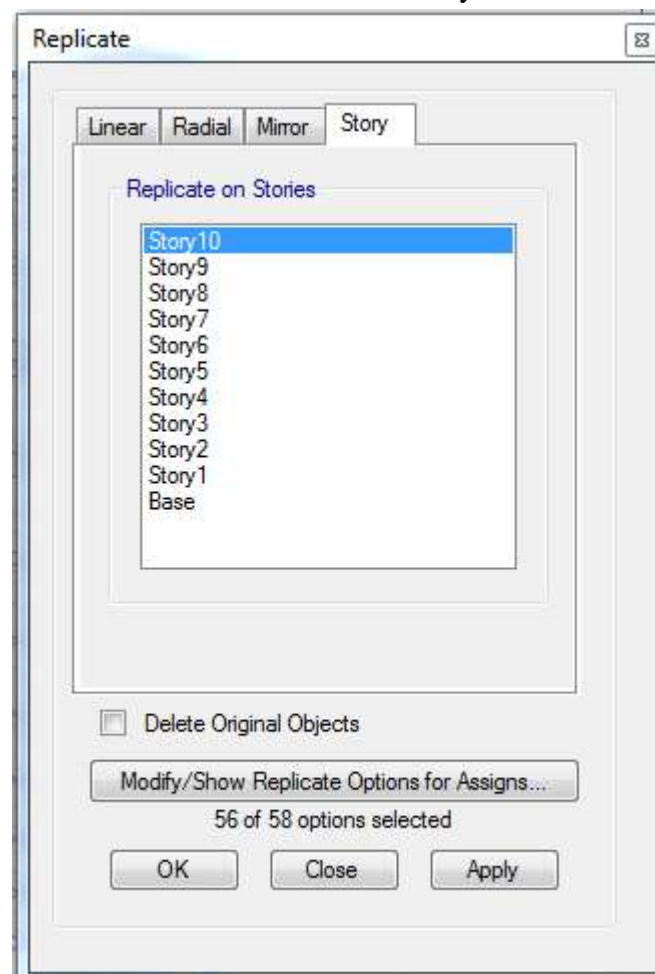 Replicate
Linear Radial Mirror Story
Replicate on Stories
Story10
Story9
Story8
Story7
Story6
Story5
Story4
Story3
Story2
Story1
Base
Delete Original Objects
Modify/Show Replicate Options for Assigns...
56 of 58 options selected
OK Close Apply